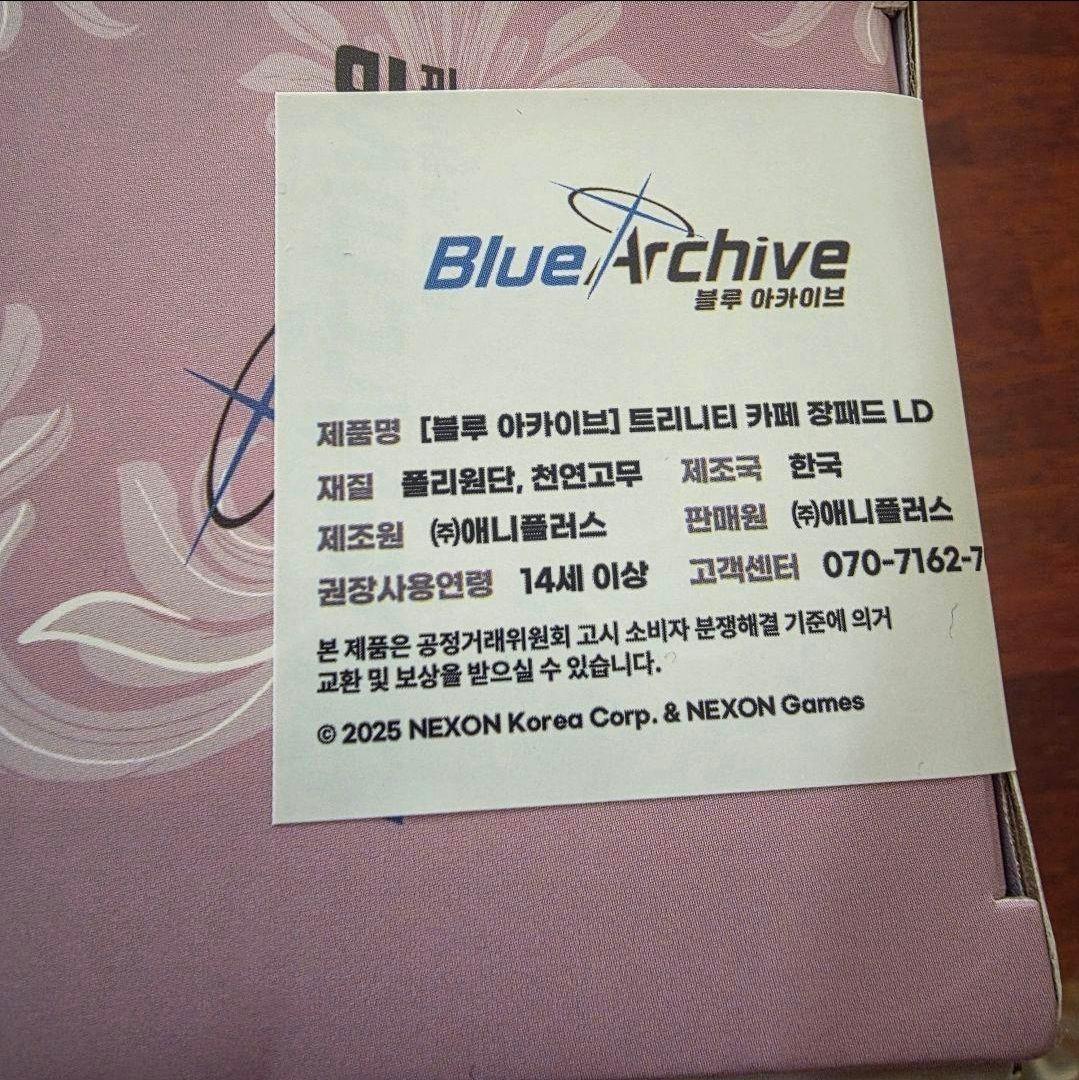 Blue Archive
블루 아카이브
제품명 [블루 아카이브] 트리니티 카페 장패드 LD
재질 폴리원단, 천연고무 제조국 한국
제조원 ㈜애니플러스 판매원 ㈜애니플러스
권장사용연령 14세 이상 고객센터 070-7162-7
본 제품은 공정거래위원회 고시 소비자 분쟁해결 기준에 의거
교환 및 보상을 받으실 수 있습니다.
© 2025 NEXON Korea Corp. & NEXON Games